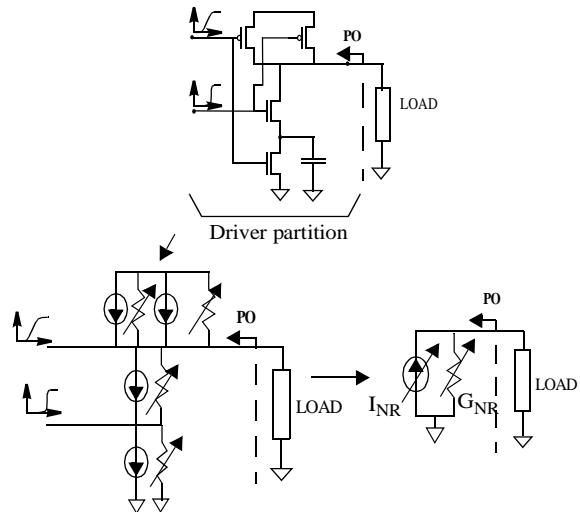 PO
LOAD
Driver partition
PO
LOAD
PO
I_NR
G_NR
LOAD